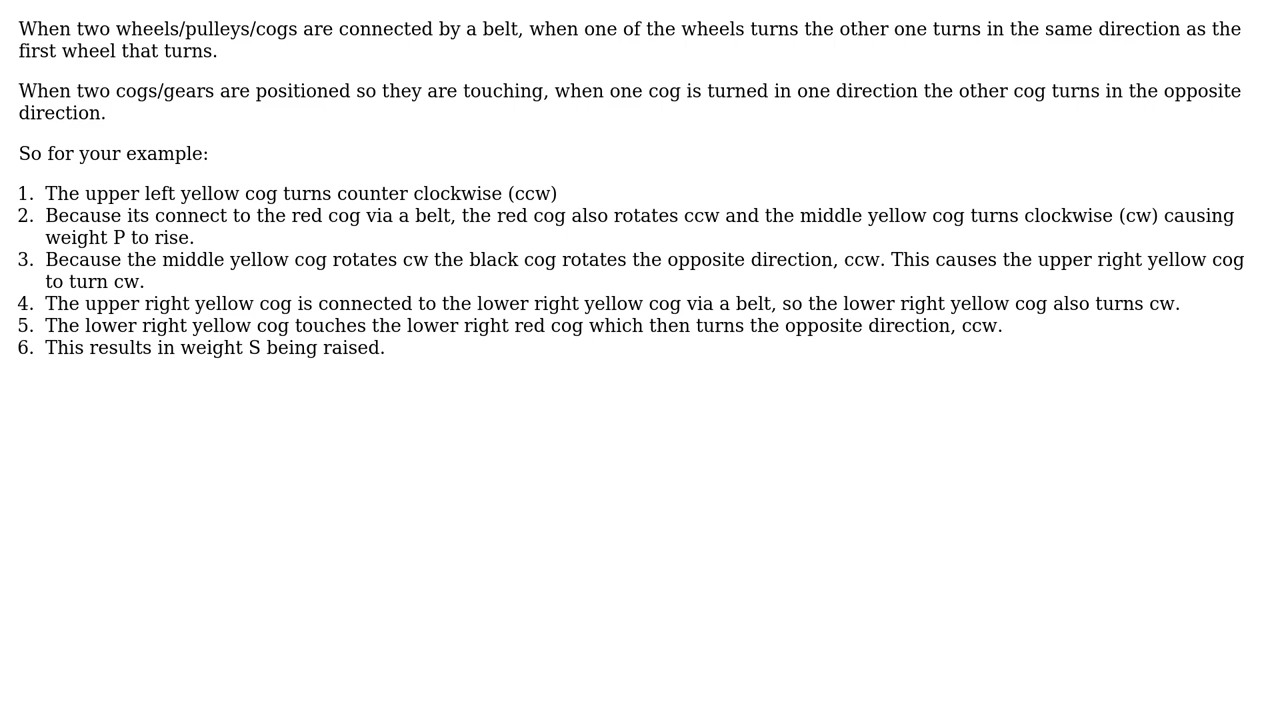 When two wheels/pulleys/cogs are connected by a belt, when one of the wheels turns the other one turns in the same direction as the
first wheel that turns.
When two cogs/gears are positioned so they are touching, when one cog is turned in one direction the other cog turns in the opposite
direction.
So for your example:
1. The upper left yellow cog turns counter clockwise (ccw)
2. Because its connect to the red cog via a belt, the red cog also rotates ccw and the middle yellow cog turns clockwise (cw) causing
weight P to rise.
3. Because the middle yellow cog rotates cw the black cog rotates the opposite direction, ccw. This causes the upper right yellow cog
to turn cw.
4. The upper right yellow cog is connected to the lower right yellow cog via a belt, so the lower right yellow cog also turns cw.
5. The lower right yellow cog touches the lower right red cog which then turns the opposite direction, ccw.
6. This results in weight S being raised.